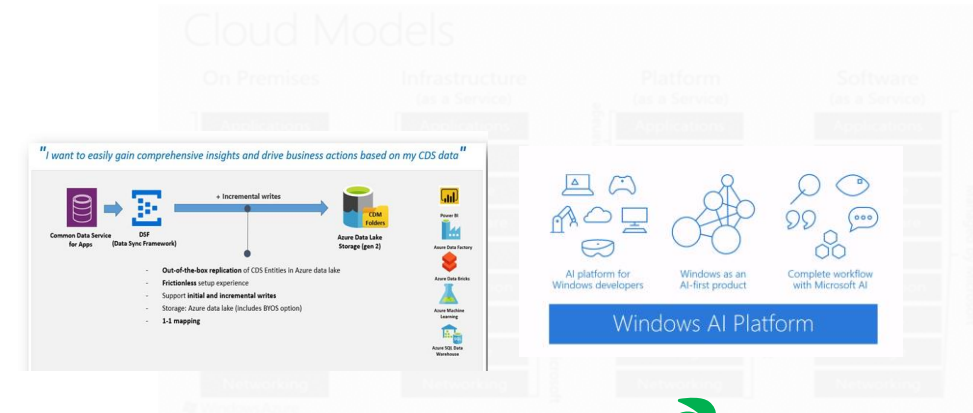 Cloud Models
On Premises
Infrastructure
(as a Service)
Platform
(as a Service)
Software
(as a Service)
Applications
Applications
Applications
Applications
"I want to easily gain comprehensive insights and drive business actions based on my CDS data"
+ Incremental writes
CDM
Folders
Common Data Service
for Apps
DSF
(Data Sync Framework)
Azure Data Lake
Storage (gen 2)
- Out-of-the-box replication of CDS Entities in Azure data lake
- Frictionless setup experience
- Support initial and incremental writes
- Storage: Azure data lake (includes BYOS option)
- 1-1 mapping
Power BI
Azure Data Factory
Azure Data Bricks
Azure Machine
Learning
Azure SQL Data
Warehouse
AI platform for
Windows developers
Windows as an
AI-first product
Complete workflow
with Microsoft AI
Windows AI Platform
Networking
Networking
Networking
Networking